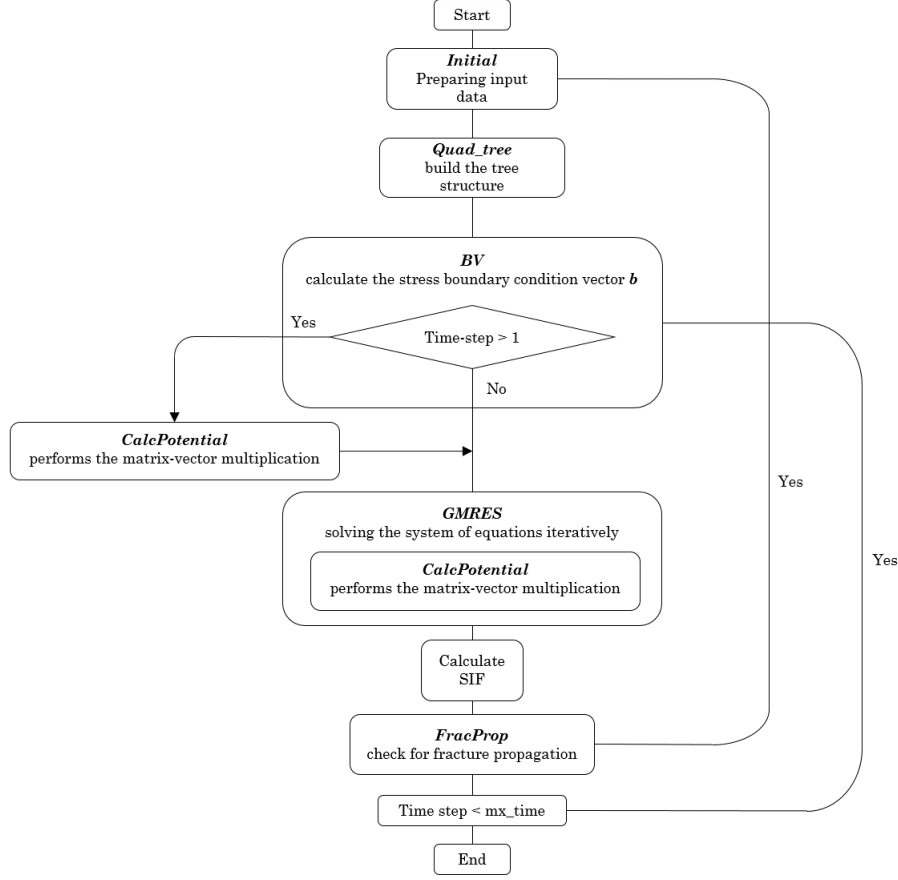 Start
Initial
Preparing input
data
Quad_tree
build the tree
structure
BV
calculate the stress boundary condition vector b
Yes
Time-step > 1
No
CalcPotential
performs the matrix-vector multiplication
Yes
GMRES
solving the system of equations iteratively
Yes
CalcPotential
performs the matrix-vector multiplication
Calculate
SIF
FracProp
check for fracture propagation
Time step < mx_time
End